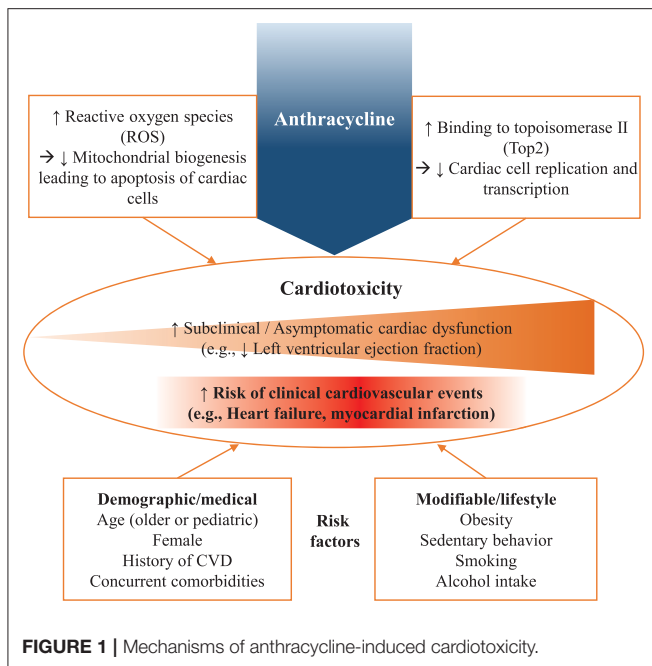 Anthracycline
↑ Reactive oxygen species
(ROS)
→ ↓ Mitochondrial biogenesis
leading to apoptosis of cardiac
cells
↑ Binding to topoisomerase II
(Top2)
→ ↓ Cardiac cell replication and
transcription
Cardiotoxicity
↑ Subclinical / Asymptomatic cardiac dysfunction
(e.g., ↓ Left ventricular ejection fraction)
↑ Risk of clinical cardiovascular events
(e.g., Heart failure, myocardial infarction)
Demographic/medical
Age (older or pediatric)
Female
History of CVD
Concurrent comorbidities
Risk
factors
Modifiable/lifestyle
Obesity
Sedentary behavior
Smoking
Alcohol intake
FIGURE 1 | Mechanisms of anthracycline-induced cardiotoxicity.